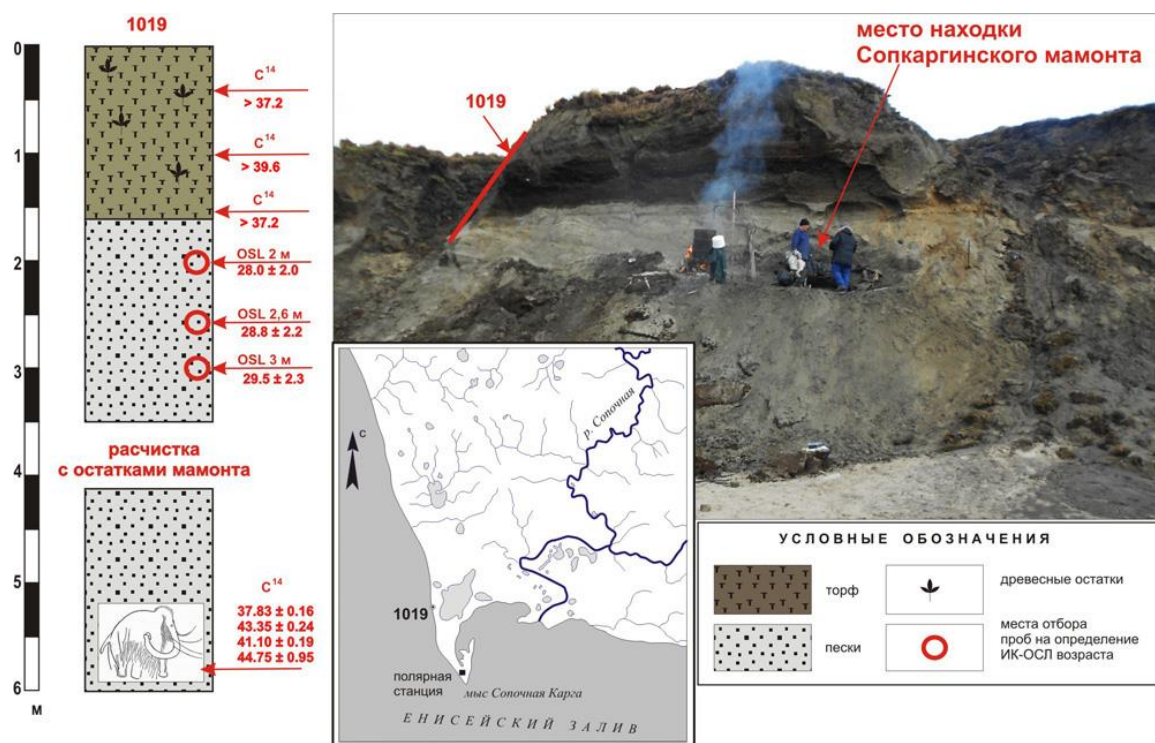 1019
0
1
2
3
4
5
6
м
C14
> 37.2
C14
> 39.6
C14
> 37.2
OSL 2 м
28.0 ± 2.0
OSL 2,6 м
28.8 ± 2.2
OSL 3 м
29.5 ± 2.3
расчистка
с остатками мамонта
C14
37.83 ± 0.16
43.35 ± 0.24
41.10 ± 0.19
44.75 ± 0.95
место находки
Сопкаргинского мамонта
1019
с
р. Сопочная
1019
полярная
станция
мыс Сопочная Карга
ЕНИСЕЙСКИЙ ЗАЛИВ
УСЛОВНЫЕ ОБОЗНАЧЕНИЯ
торф
древесные остатки
пески
места отбора
проб на определение
ИК-ОСЛ возраста